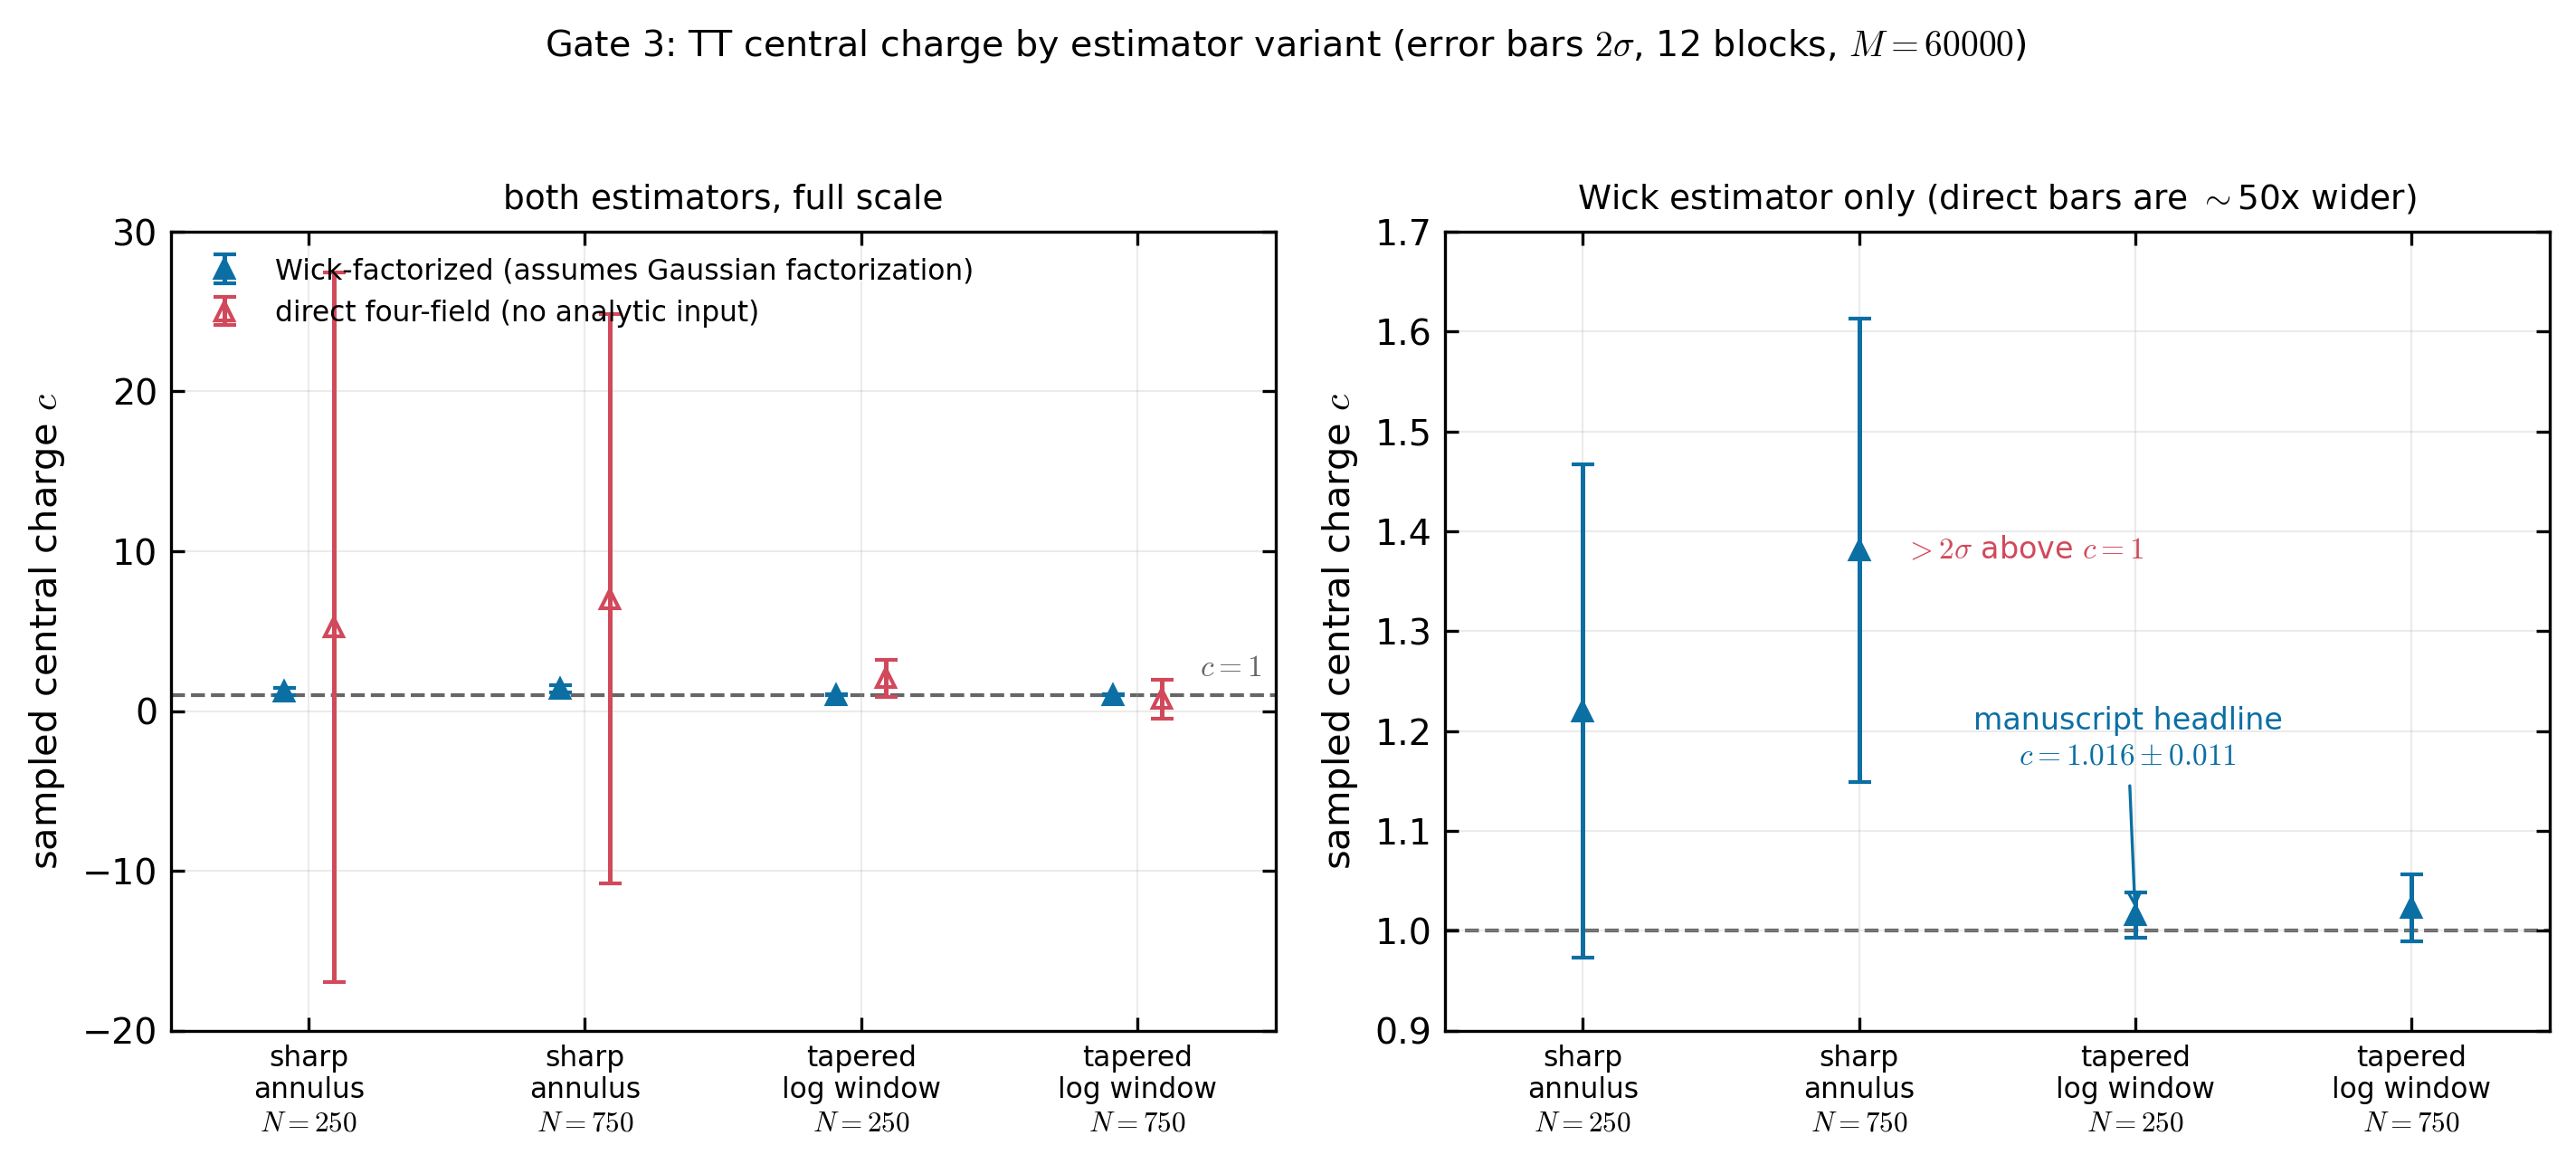 Gate 3: TT central charge by estimator variant (error bars 2σ, 12 blocks, M = 60000)
both estimators, full scale
sampled central charge c
30
20
10
0
−10
−20
Wick-factorized (assumes Gaussian factorization)
direct four-field (no analytic input)
c = 1
sharp
annulus
N = 250
sharp
annulus
N = 750
tapered
log window
N = 250
tapered
log window
N = 750
Wick estimator only (direct bars are ∼50x wider)
sampled central charge c
1.7
1.6
1.5
1.4
1.3
1.2
1.1
1.0
0.9
> 2σ above c = 1
manuscript headline
c = 1.016 ± 0.011
sharp
annulus
N = 250
sharp
annulus
N = 750
tapered
log window
N = 250
tapered
log window
N = 750